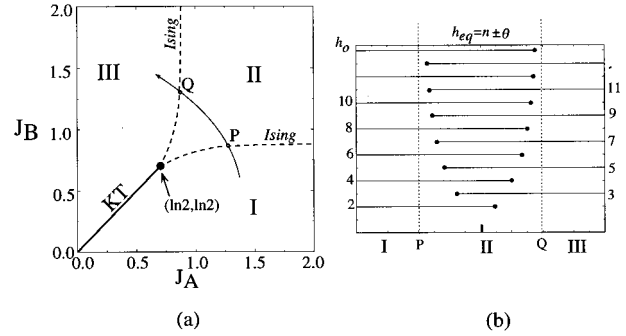 2.0
1.5
1.0
0.5
0.0
J_B
0.0
0.5
1.0
1.5
2.0
J_A
III
II
I
Ising
Ising
Q
P
KT
(ln2,ln2)
(a)
h_eq=n±θ
h_o
10
8
6
4
2
11
9
7
5
3
I
P
II
Q
III
(b)